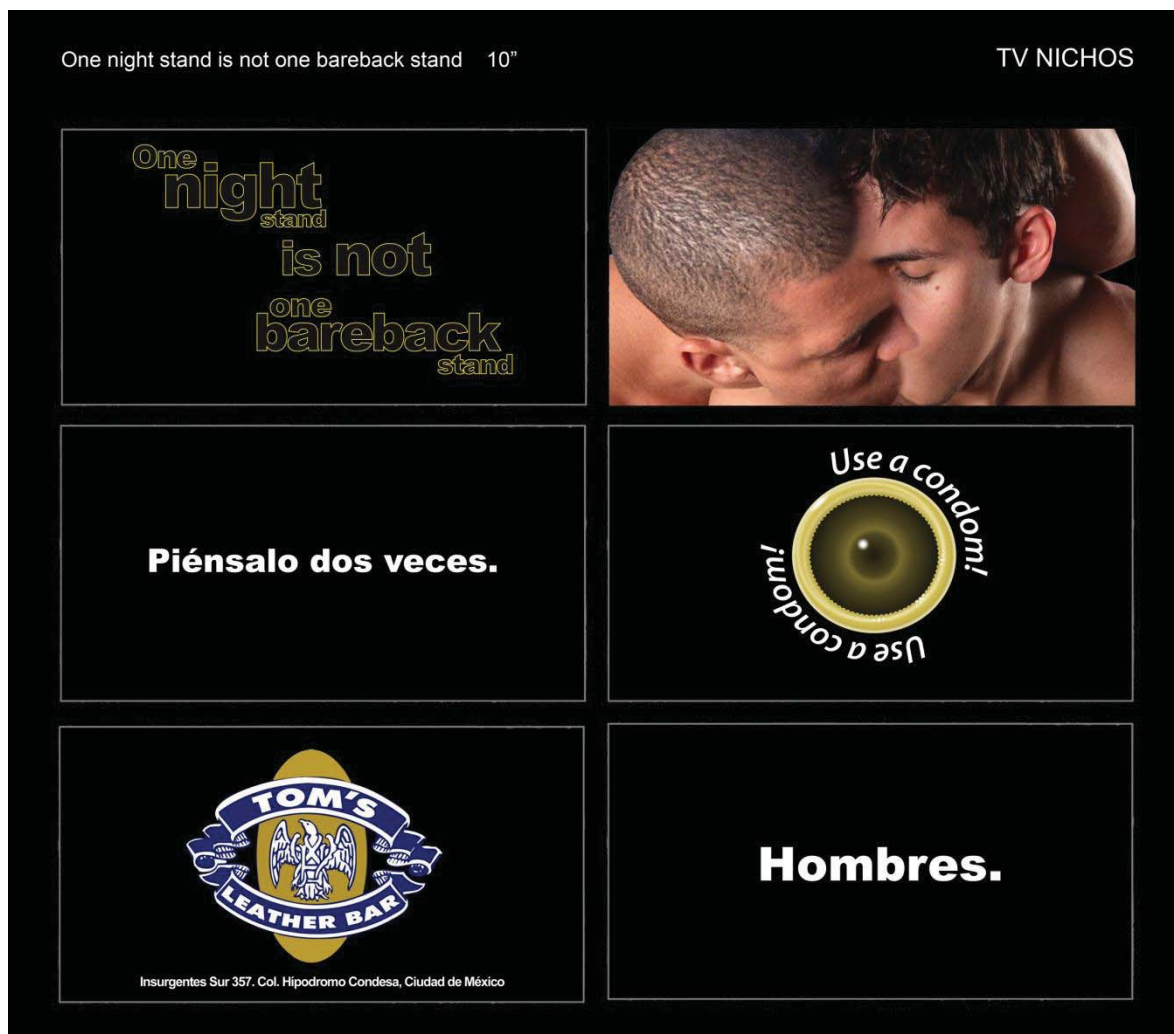 One night stand is not one bareback stand 10”
TV NICHOS
One
night
stand
is not
one
bareback
stand
Piénsalo dos veces.
Use a condom!
Use a condom!
TOM'S
LEATHER BAR
Insurgentes Sur 357. Col. Hípodromo Condesa, Ciudad de México
Hombres.